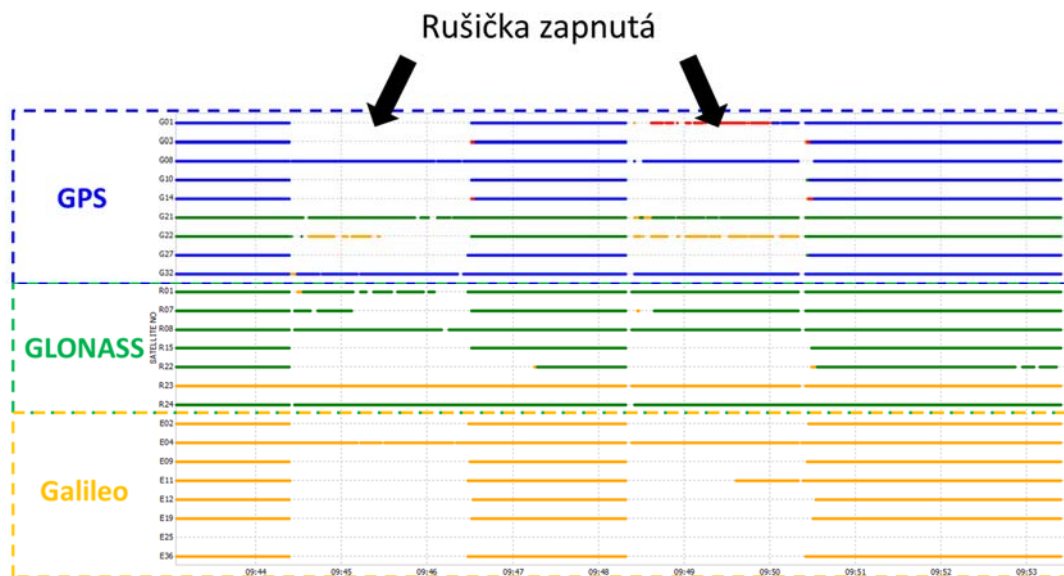 Rušička zapnutá
GPS
GLONASS
Galileo
SATELLITE NO
G01
G03
G08
G10
G14
G21
G22
G27
G32
R01
R07
R08
R15
R22
R23
R24
E02
E04
E09
E11
E12
E19
E25
E36
09:44 09:45 09:46 09:47 09:48 09:49 09:50 09:51 09:52 09:53